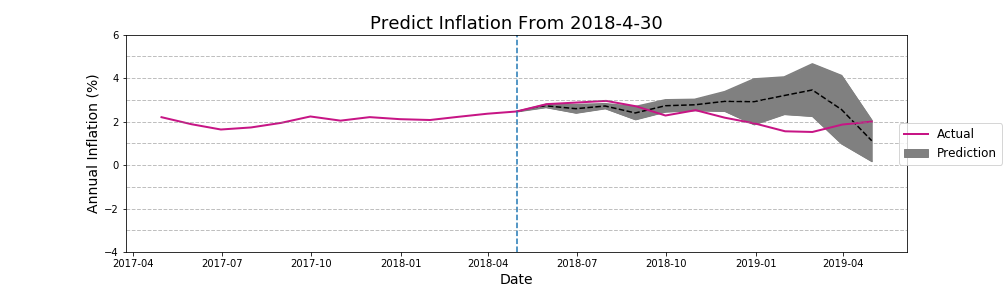 Predict Inflation From 2018-4-30
Annual Inflation (%)
6
4
2
0
−2
−4
2017-04 2017-07 2017-10 2018-01 2018-04 2018-07 2018-10 2019-01 2019-04
Date
Actual
Prediction